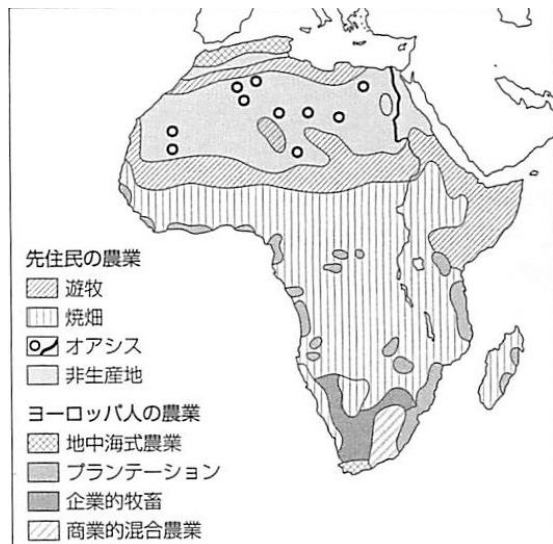 先住民の農業
遊牧
焼畑
オアシス
非生産地
ヨーロッパ人の農業
地中海式農業
プランテーション
企業的牧畜
商業的混合農業